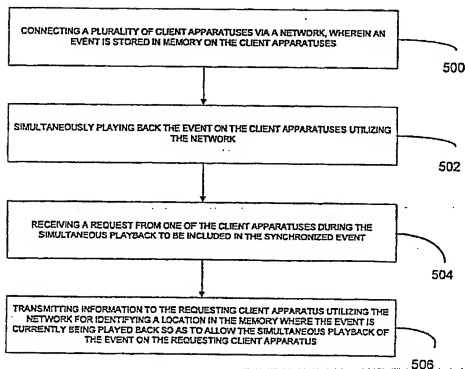 CONNECTING A PLURALITY OF CLIENT APPARATUSES VIA A NETWORK, WHEREIN AN
EVENT IS STORED IN MEMORY ON THE CLIENT APPARATUSES
500
SIMULTANEOUSLY PLAYING BACK THE EVENT ON THE CLIENT APPARATUSES UTILIZING
THE NETWORK
502
RECEIVING A REQUEST FROM ONE OF THE CLIENT APPARATUSES DURING THE
SIMULTANEOUS PLAYBACK TO BE INCLUDED IN THE SYNCHRONIZED EVENT
504
TRANSMITTING INFORMATION TO THE REQUESTING CLIENT APPARATUS UTILIZING THE
NETWORK FOR IDENTIFYING A LOCATION IN THE MEMORY WHERE THE EVENT IS
CURRENTLY BEING PLAYED BACK SO AS TO ALLOW THE SIMULTANEOUS PLAYBACK OF
THE EVENT ON THE REQUESTING CLIENT APPARATUS
506